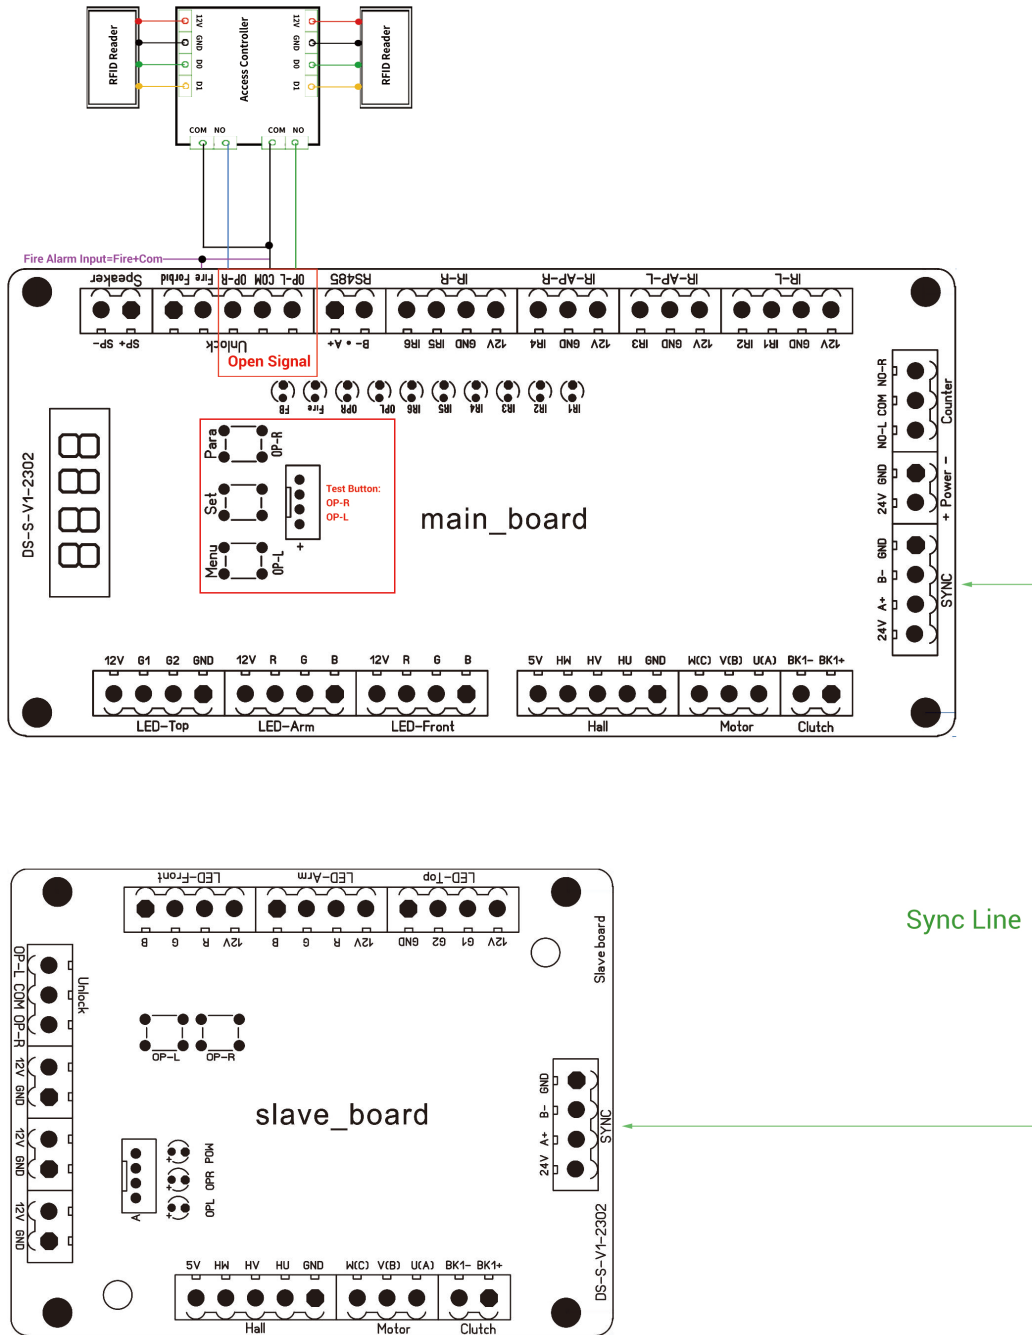 RFID Reader
12V
GND
D0
D1
Access Controller
12V
GND
D0
D1
RFID Reader
COM NO
COM NO
Fire Alarm Input=Fire+Com
Speaker
Fire Forbid
OP-R COM OP-L
RS485
IR-R
IR-AP-R
IR-AP-L
IR-L
SP- SP+
Unlock
A+ • B-
IR6 IR5 GND 12V
IR4 GND 12V
IR3 GND 12V
IR2 IR1 GND 12V
Open Signal
FB Fire OPR OPL IR6 IR5 IR4 IR3 IR2 IR1
DS-S-V1-2302
Para
OP-R
Set
Menu
OP-L
+
Test Button:
OP-R
OP-L
main_board
NO-L COM NO-R
Counter
24V GND
+ Power -
24V A+ B- GND
SYNC
12V G1 G2 GND
12V R G B
12V R G B
5V HW HV HU GND
W(C) V(B) U(A)
BK1- BK1+
LED-Top
LED-Arm
LED-Front
Hall
Motor
Clutch
LED-Front
LED-Arm
LED-Top
B G R 12V
B G R 12V
GND G2 G1 12V
Slave board
Sync Line
OP-L COM OP-R
Unlock
12V GND
12V GND
12V GND
OP-L
OP-R
slave_board
A
+ POW
+ OPR
+ OPL
24V A+ B- GND
SYNC
DS-S-V1-2302
5V HW HV HU GND
W(C) V(B) U(A)
BK1- BK1+
Hall
Motor
Clutch